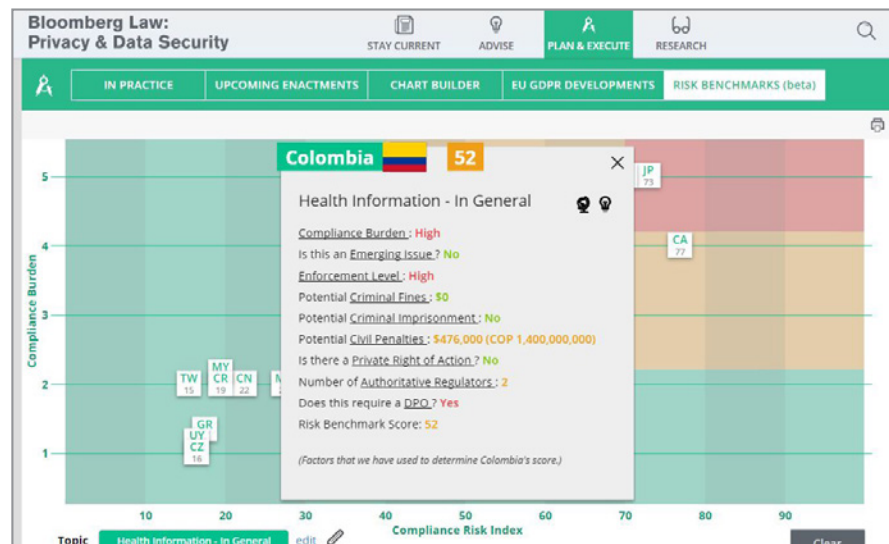 Bloomberg Law:
Privacy & Data Security
STAY CURRENT
ADVISE
PLAN & EXECUTE
RESEARCH
IN PRACTICE
UPCOMING ENACTMENTS
CHART BUILDER
EU GDPR DEVELOPMENTS
RISK BENCHMARKS (beta)
Colombia 52
Health Information - In General
Compliance Burden : High
Is this an Emerging Issue ? No
Enforcement Level : High
Potential Criminal Fines : $0
Potential Criminal Imprisonment : No
Potential Civil Penalties : $476,000 (COP 1,400,000,000)
Is there a Private Right of Action ? No
Number of Authoritative Regulators : 2
Does this require a DPO ? Yes
Risk Benchmark Score: 52
(Factors that we have used to determine Colombia's score.)
Compliance Burden
5
4
3
2
1
JP
73
CA
77
TW
15
MY
CR
19
CN
22
GR
UY
CZ
16
10 20 30 40 50 60 70 80 90
Compliance Risk Index
Topic Health Information - In General edit
Clear